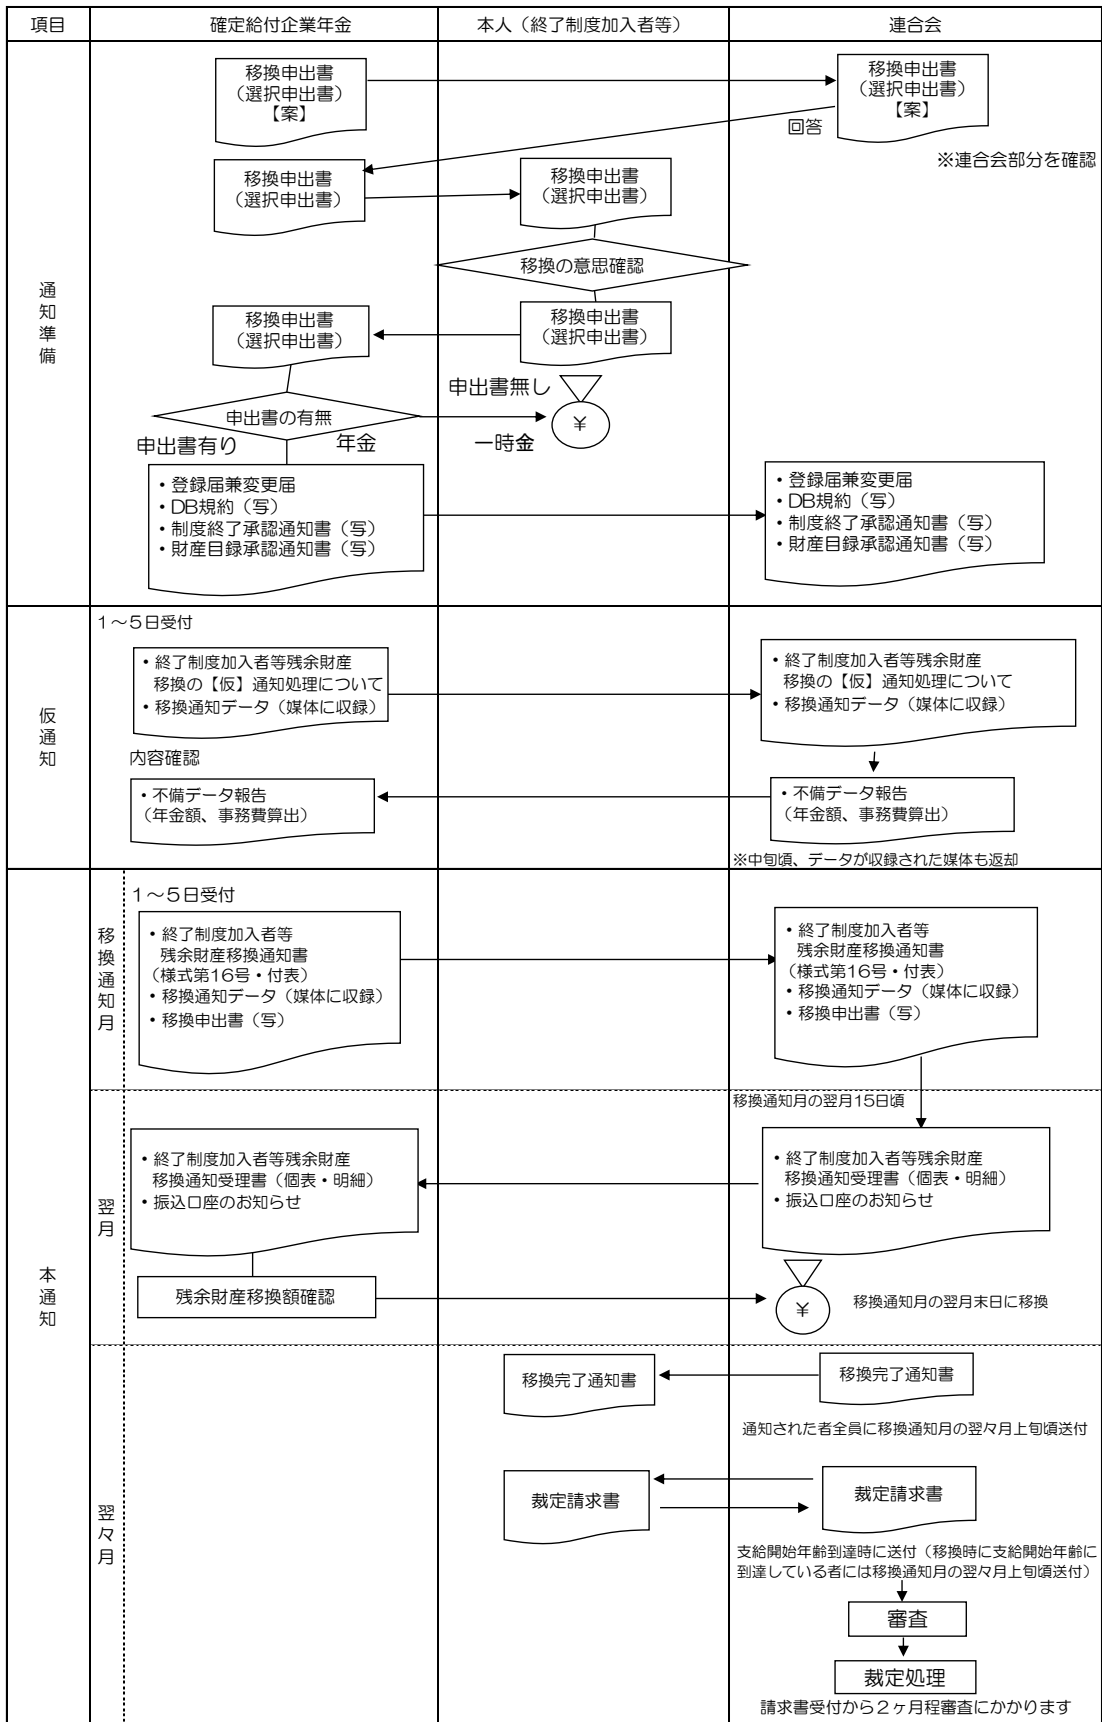 項目
確定給付企業年金
本人（終了制度加入者等）
連合会
通知準備
移換申出書
（選択申出書）
【案】
移換申出書
（選択申出書）
【案】
回答
※連合会部分を確認
移換申出書
（選択申出書）
移換申出書
（選択申出書）
移換の意思確認
移換申出書
（選択申出書）
移換申出書
（選択申出書）
申出書の有無
申出書無し
¥
申出書有り
年金
一時金
・登録届兼変更届
・DB規約（写）
・制度終了承認通知書（写）
・財産目録承認通知書（写）
・登録届兼変更届
・DB規約（写）
・制度終了承認通知書（写）
・財産目録承認通知書（写）
仮通知
１～５日受付
・終了制度加入者等残余財産
移換の【仮】通知処理について
・移換通知データ（媒体に収録）
・終了制度加入者等残余財産
移換の【仮】通知処理について
・移換通知データ（媒体に収録）
内容確認
・不備データ報告
（年金額、事務費算出）
・不備データ報告
（年金額、事務費算出）
※中旬頃、データが収録された媒体も返却
本通知
移換通知月
１～５日受付
・終了制度加入者等
残余財産移換通知書
（様式第16号・付表）
・移換通知データ（媒体に収録）
・移換申出書（写）
・終了制度加入者等
残余財産移換通知書
（様式第16号・付表）
・移換通知データ（媒体に収録）
・移換申出書（写）
翌月
移換通知月の翌月15日頃
・終了制度加入者等残余財産
移換通知受理書（個表・明細）
・振込口座のお知らせ
・終了制度加入者等残余財産
移換通知受理書（個表・明細）
・振込口座のお知らせ
残余財産移換額確認
¥
移換通知月の翌月末日に移換
翌々月
移換完了通知書
移換完了通知書
通知された者全員に移換通知月の翌々月上旬頃送付
裁定請求書
裁定請求書
支給開始年齢到達時に送付（移換時に支給開始年齢に
到達している者には移換通知月の翌々月上旬頃送付）
審査
裁定処理
請求書受付から２ヶ月程審査にかかります